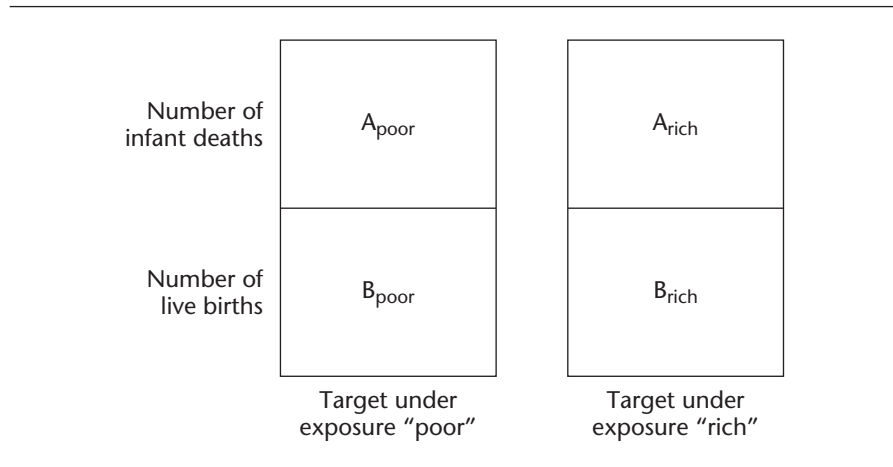 Number of
infant deaths
A_poor
A_rich
Number of
live births
B_poor
B_rich
Target under
exposure “poor”
Target under
exposure “rich”